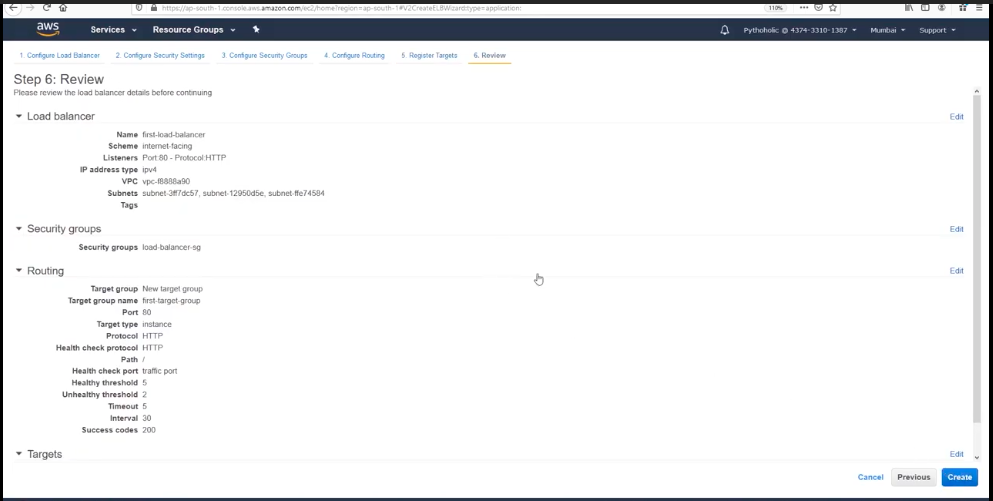 https://ap-south-1.console.aws.amazon.com/ec2/home?region=ap-south-1#V2CreateELBWizard:type=application:
110%
aws Services Resource Groups Pythoholic @ 4374-3310-1387 Mumbai Support
1. Configure Load Balancer 2. Configure Security Settings 3. Configure Security Groups 4. Configure Routing 5. Register Targets 6. Review
Step 6: Review
Please review the load balancer details before continuing
Load balancer Edit
Name first-load-balancer
Scheme internet-facing
Listeners Port:80 - Protocol:HTTP
IP address type ipv4
VPC vpc-f8888a90
Subnets subnet-3ff7dc57, subnet-12950d5e, subnet-ffe74584
Tags
Security groups Edit
Security groups load-balancer-sg
Routing Edit
Target group New target group
Target group name first-target-group
Port 80
Target type instance
Protocol HTTP
Health check protocol HTTP
Path /
Health check port traffic port
Healthy threshold 5
Unhealthy threshold 2
Timeout 5
Interval 30
Success codes 200
Targets Edit
Cancel Previous Create